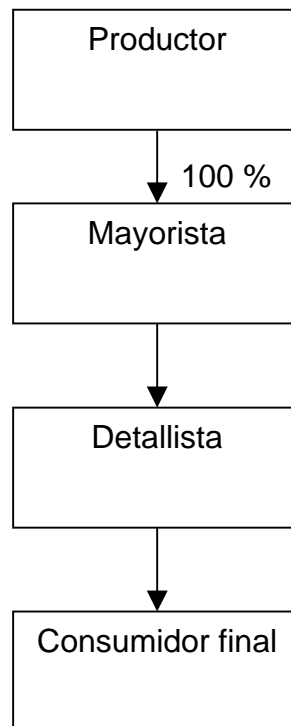 Productor
100 %
Mayorista
Detallista
Consumidor final